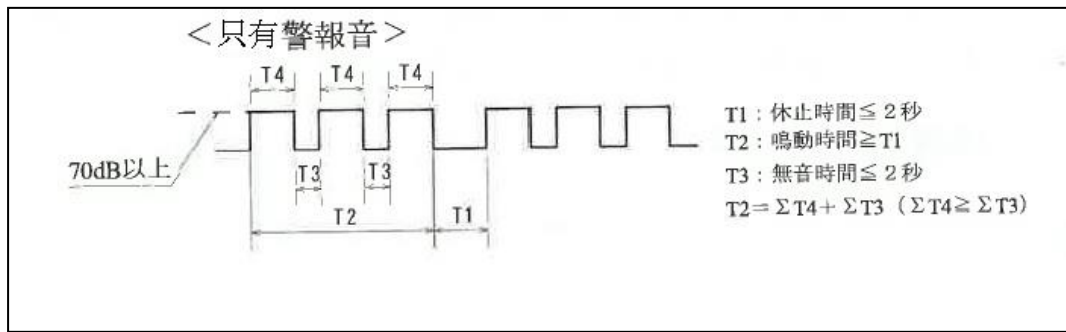 ＜只有警報音＞
T4 T4 T4
70dB以上
T3 T3
T2 T1
T1：休止時間≦２秒
T2：鳴動時間≧T1
T3：無音時間≦２秒
T2＝ΣT4＋ΣT3（ΣT4≧ΣT3）